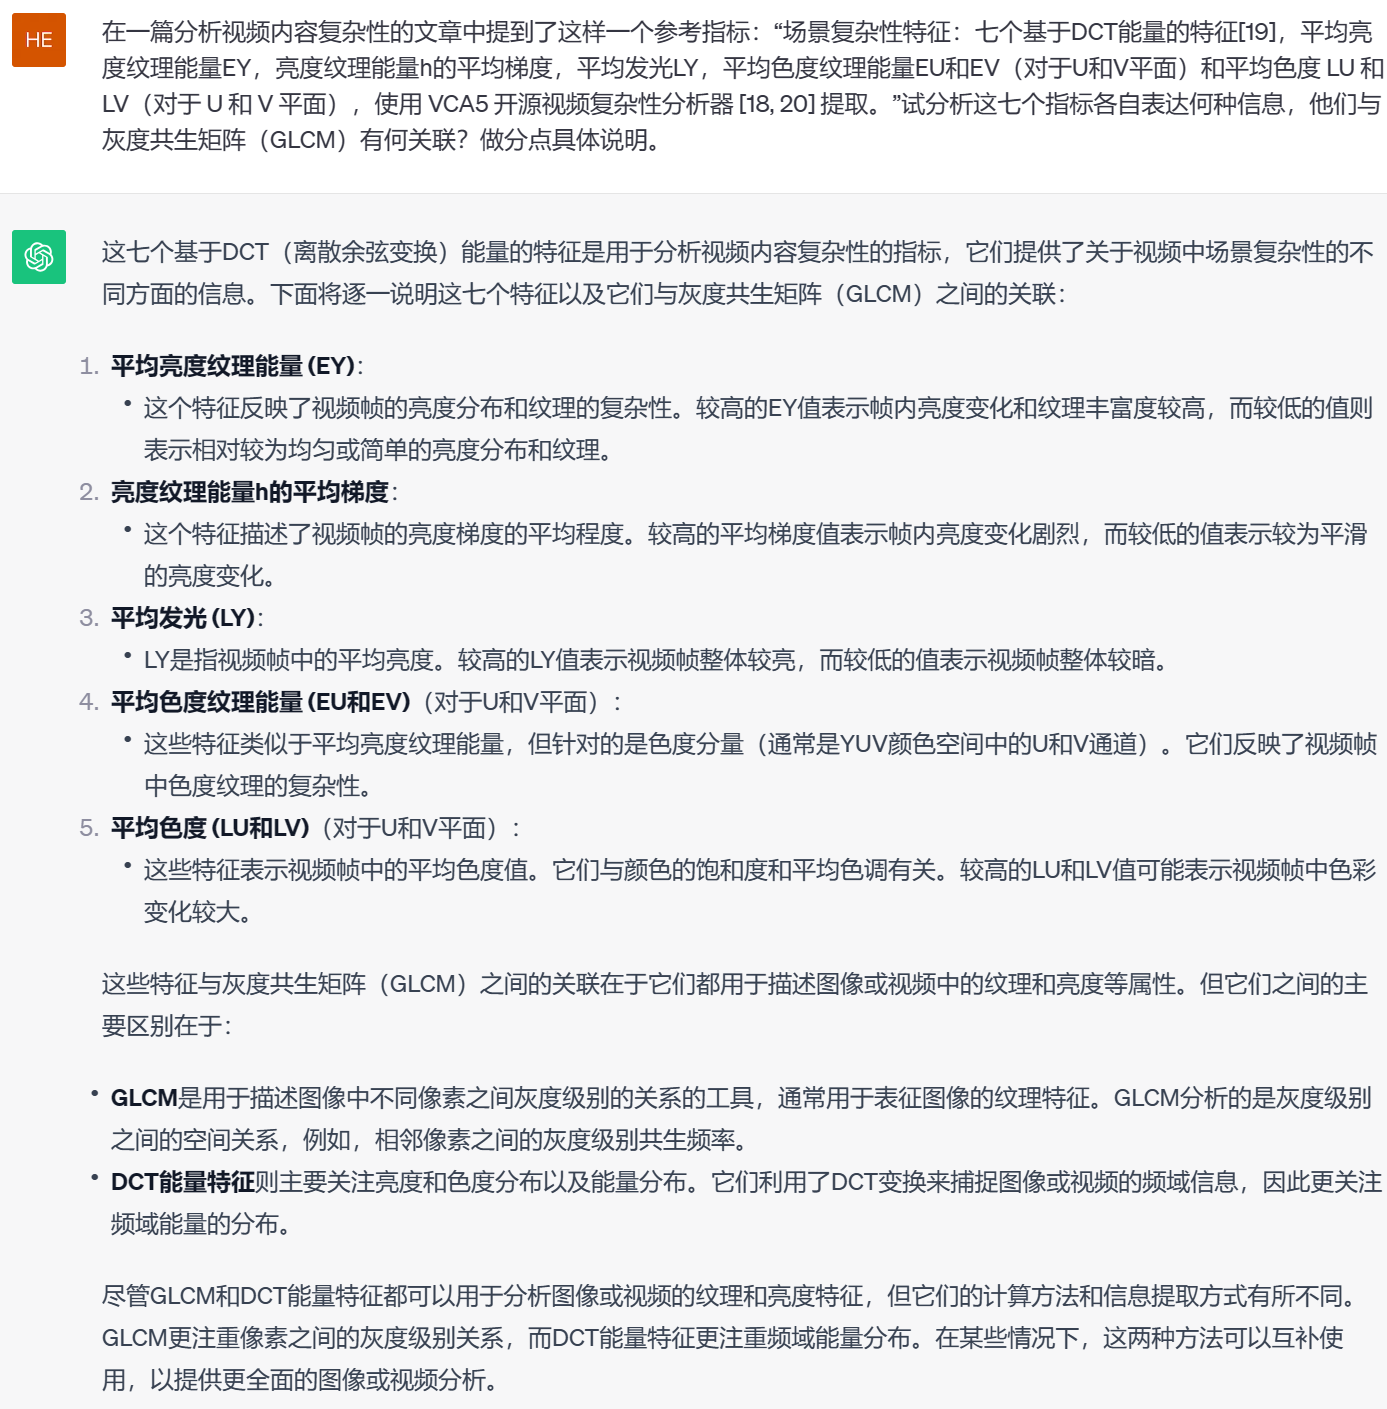 HE
在一篇分析视频内容复杂性的文章中提到了这样一个参考指标：“场景复杂性特征：七个基于DCT能量的特征[19]，平均亮
度纹理能量EY，亮度纹理能量h的平均梯度，平均发光LY，平均色度纹理能量EU和EV（对于U和V平面）和平均色度 LU 和
LV（对于 U 和 V 平面），使用 VCA5 开源视频复杂性分析器 [18, 20] 提取。”试分析这七个指标各自表达何种信息，他们与
灰度共生矩阵（GLCM）有何关联？做分点具体说明。
这七个基于DCT（离散余弦变换）能量的特征是用于分析视频内容复杂性的指标，它们提供了关于视频中场景复杂性的不
同方面的信息。下面将逐一说明这七个特征以及它们与灰度共生矩阵（GLCM）之间的关联：
1. 平均亮度纹理能量 (EY)：
• 这个特征反映了视频帧的亮度分布和纹理的复杂性。较高的EY值表示帧内亮度变化和纹理丰富度较高，而较低的值则
表示相对较为均匀或简单的亮度分布和纹理。
2. 亮度纹理能量h的平均梯度：
• 这个特征描述了视频帧的亮度梯度的平均程度。较高的平均梯度值表示帧内亮度变化剧烈，而较低的值表示较为平滑
的亮度变化。
3. 平均发光 (LY)：
• LY是指视频帧中的平均亮度。较高的LY值表示视频帧整体较亮，而较低的值表示视频帧整体较暗。
4. 平均色度纹理能量 (EU和EV)（对于U和V平面）：
• 这些特征类似于平均亮度纹理能量，但针对的是色度分量（通常是YUV颜色空间中的U和V通道）。它们反映了视频帧
中色度纹理的复杂性。
5. 平均色度 (LU和LV)（对于U和V平面）：
• 这些特征表示视频帧中的平均色度值。它们与颜色的饱和度和平均色调有关。较高的LU和LV值可能表示视频帧中色彩
变化较大。
这些特征与灰度共生矩阵（GLCM）之间的关联在于它们都用于描述图像或视频中的纹理和亮度等属性。但它们之间的主
要区别在于：
• GLCM是用于描述图像中不同像素之间灰度级别的关系的工具，通常用于表征图像的纹理特征。GLCM分析的是灰度级别
之间的空间关系，例如，相邻像素之间的灰度级别共生频率。
• DCT能量特征则主要关注亮度和色度分布以及能量分布。它们利用了DCT变换来捕捉图像或视频的频域信息，因此更关注
频域能量的分布。
尽管GLCM和DCT能量特征都可以用于分析图像或视频的纹理和亮度特征，但它们的计算方法和信息提取方式有所不同。
GLCM更注重像素之间的灰度级别关系，而DCT能量特征更注重频域能量分布。在某些情况下，这两种方法可以互补使
用，以提供更全面的图像或视频分析。